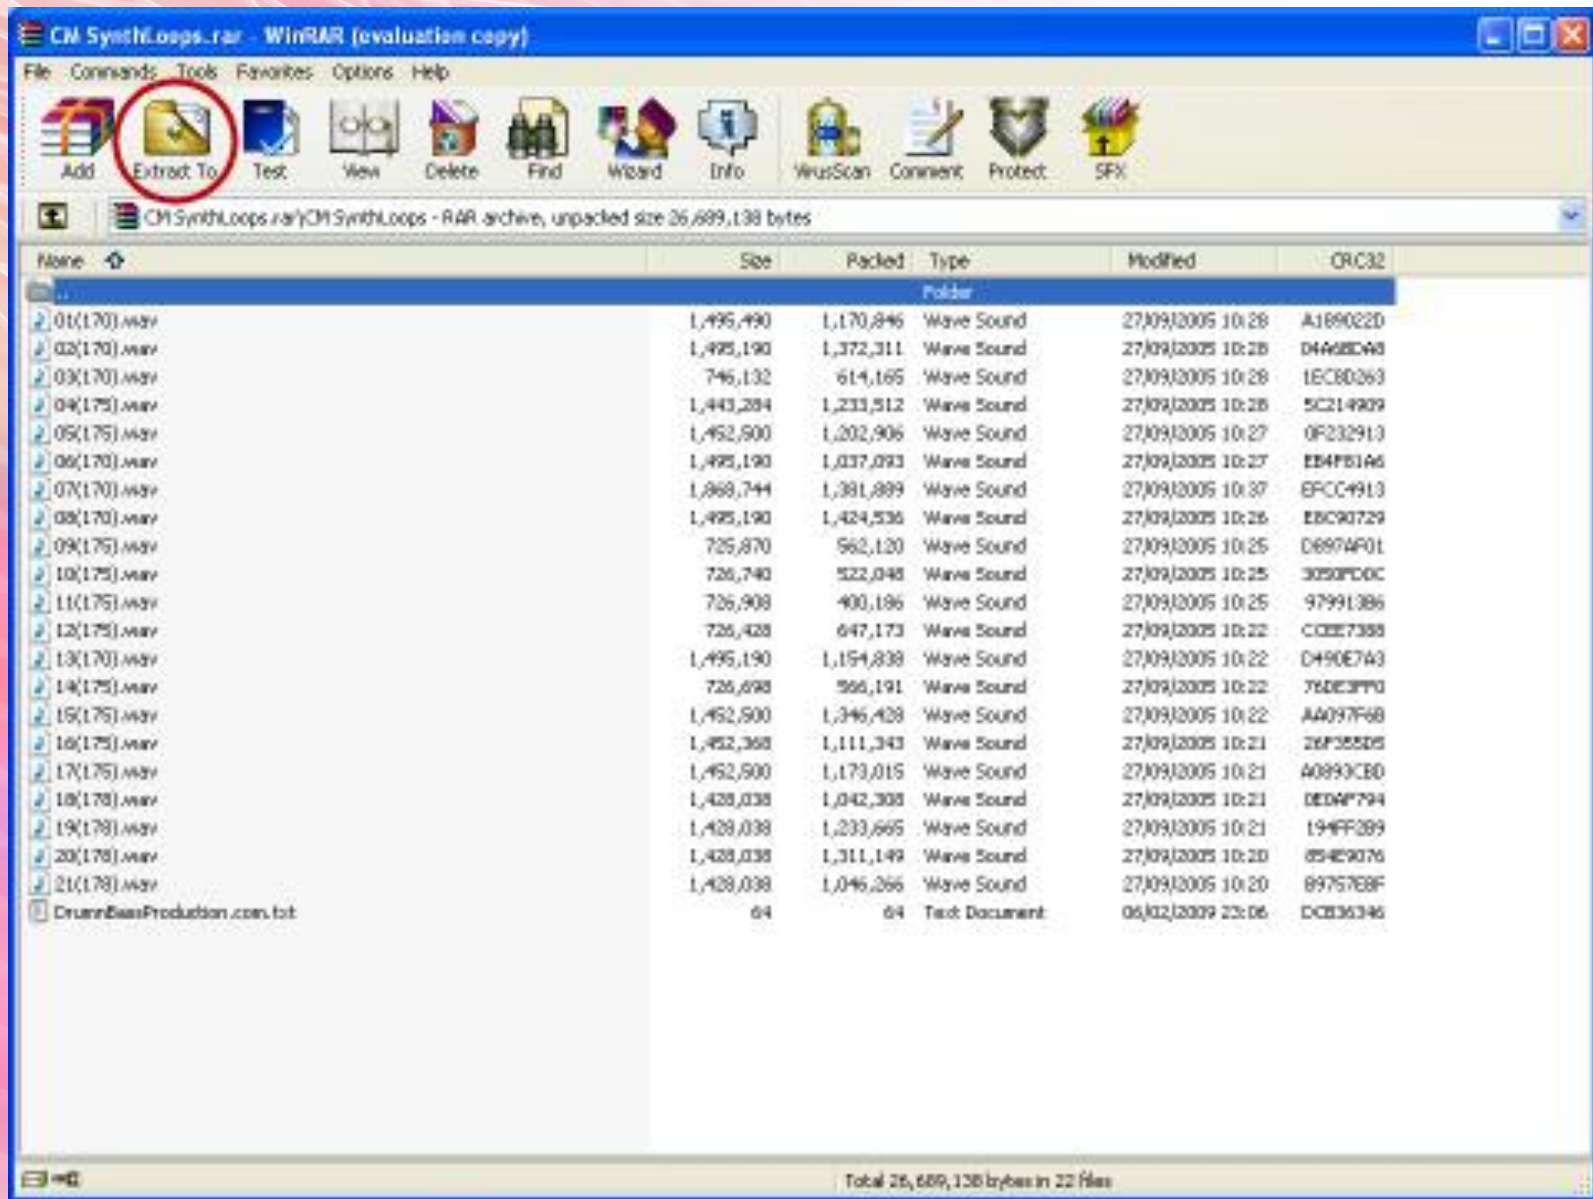 CM SynthLoops.rar - WinRAR (evaluation copy)
File Commands Tools Favorites Options Help
Add Extract To Test View Delete Find Wizard Info VirusScan Comment Protect SFX
CM SynthLoops.rar\CM SynthLoops - RAR archive, unpacked size 26,689,138 bytes
Name Size Packed Type Modified CRC32
.. Folder
01(170).wav 1,495,490 1,170,846 Wave Sound 27/09/2005 10:28 A189022D
02(170).wav 1,495,190 1,372,311 Wave Sound 27/09/2005 10:28
03(170).wav 746,132 614,165 Wave Sound 27/09/2005 10:28 1EC8D263
04(175).wav 1,443,284 1,233,512 Wave Sound 27/09/2005 10:28 5C214909
05(175).wav 1,452,500 1,202,906 Wave Sound 27/09/2005 10:27 0F232913
06(170).wav 1,495,190 1,037,093 Wave Sound 27/09/2005 10:27
07(170).wav 1,868,744 1,381,889 Wave Sound 27/09/2005 10:37 EFCC4913
08(170).wav 1,495,190 1,424,536 Wave Sound 27/09/2005 10:26 E8C90729
09(175).wav 725,870 562,120 Wave Sound 27/09/2005 10:25 D897AF01
10(175).wav 726,740 522,048 Wave Sound 27/09/2005 10:25
11(175).wav 726,908 400,186 Wave Sound 27/09/2005 10:25
12(175).wav 726,428 647,173 Wave Sound 27/09/2005 10:22
13(170).wav 1,495,190 1,154,838 Wave Sound 27/09/2005 10:22 D490E7A3
14(175).wav 726,698 566,191 Wave Sound 27/09/2005 10:22
15(175).wav 1,452,500 1,346,428 Wave Sound 27/09/2005 10:22 AA097F6B
16(175).wav 1,452,368 1,111,343 Wave Sound 27/09/2005 10:21 26F355D5
17(175).wav 1,452,500 1,173,015 Wave Sound 27/09/2005 10:21 A0893CBD
18(178).wav 1,428,038 1,042,308 Wave Sound 27/09/2005 10:21
19(178).wav 1,428,038 1,233,665 Wave Sound 27/09/2005 10:21 194FF2B9
20(178).wav 1,428,038 1,311,149 Wave Sound 27/09/2005 10:20 854E9076
21(178).wav 1,428,038 1,046,266 Wave Sound 27/09/2005 10:20
DrumnBassProduction.com.txt 64 64 Text Document 06/02/2009 23:06 DCB36346
Total 26,689,138 bytes in 22 files